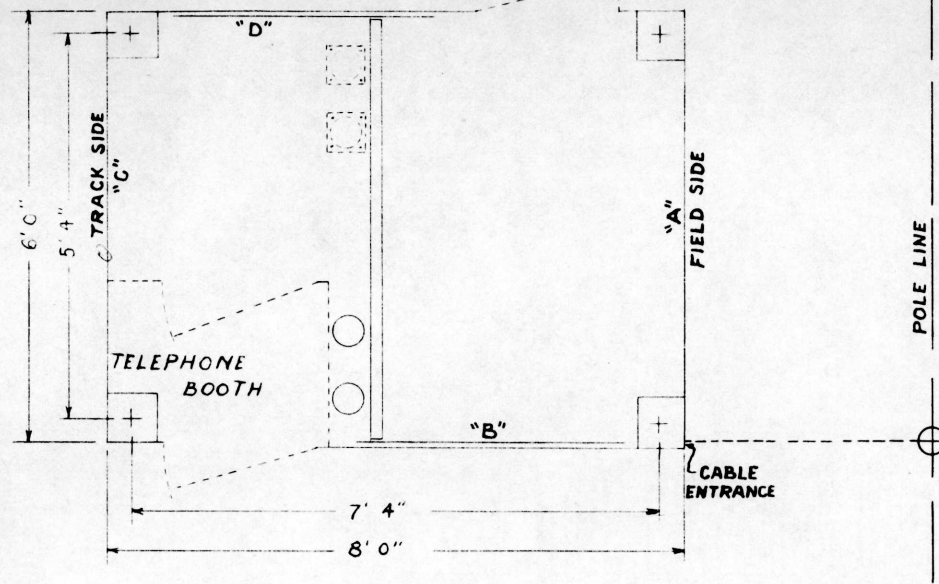 "D"
6' 0"
5' 4"
TRACK SIDE
"C"
"A"
FIELD SIDE
POLE LINE
TELEPHONE
BOOTH
"B"
CABLE
ENTRANCE
7' 4"
8' 0"